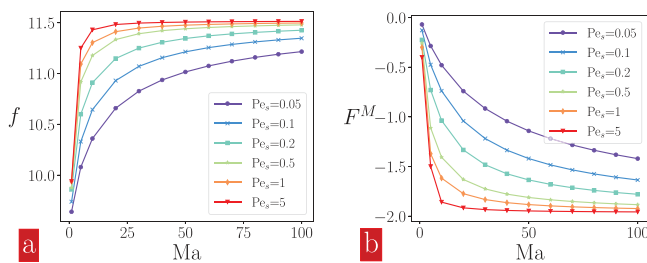 11.5
11.0
10.5
10.0
f
0
25
50
75
100
Ma
Pe_s=0.05
Pe_s=0.1
Pe_s=0.2
Pe_s=0.5
Pe_s=1
Pe_s=5
a
0.0
−0.5
−1.0
−1.5
−2.0
F^M
0
50
100
Ma
Pe_s=0.05
Pe_s=0.1
Pe_s=0.2
Pe_s=0.5
Pe_s=1
Pe_s=5
b